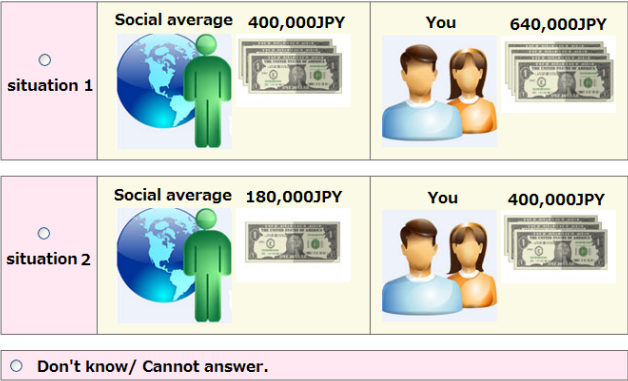 Social average 400,000JPY You 640,000JPY
situation 1
Social average 180,000JPY You 400,000JPY
situation 2
Don't know/ Cannot answer.